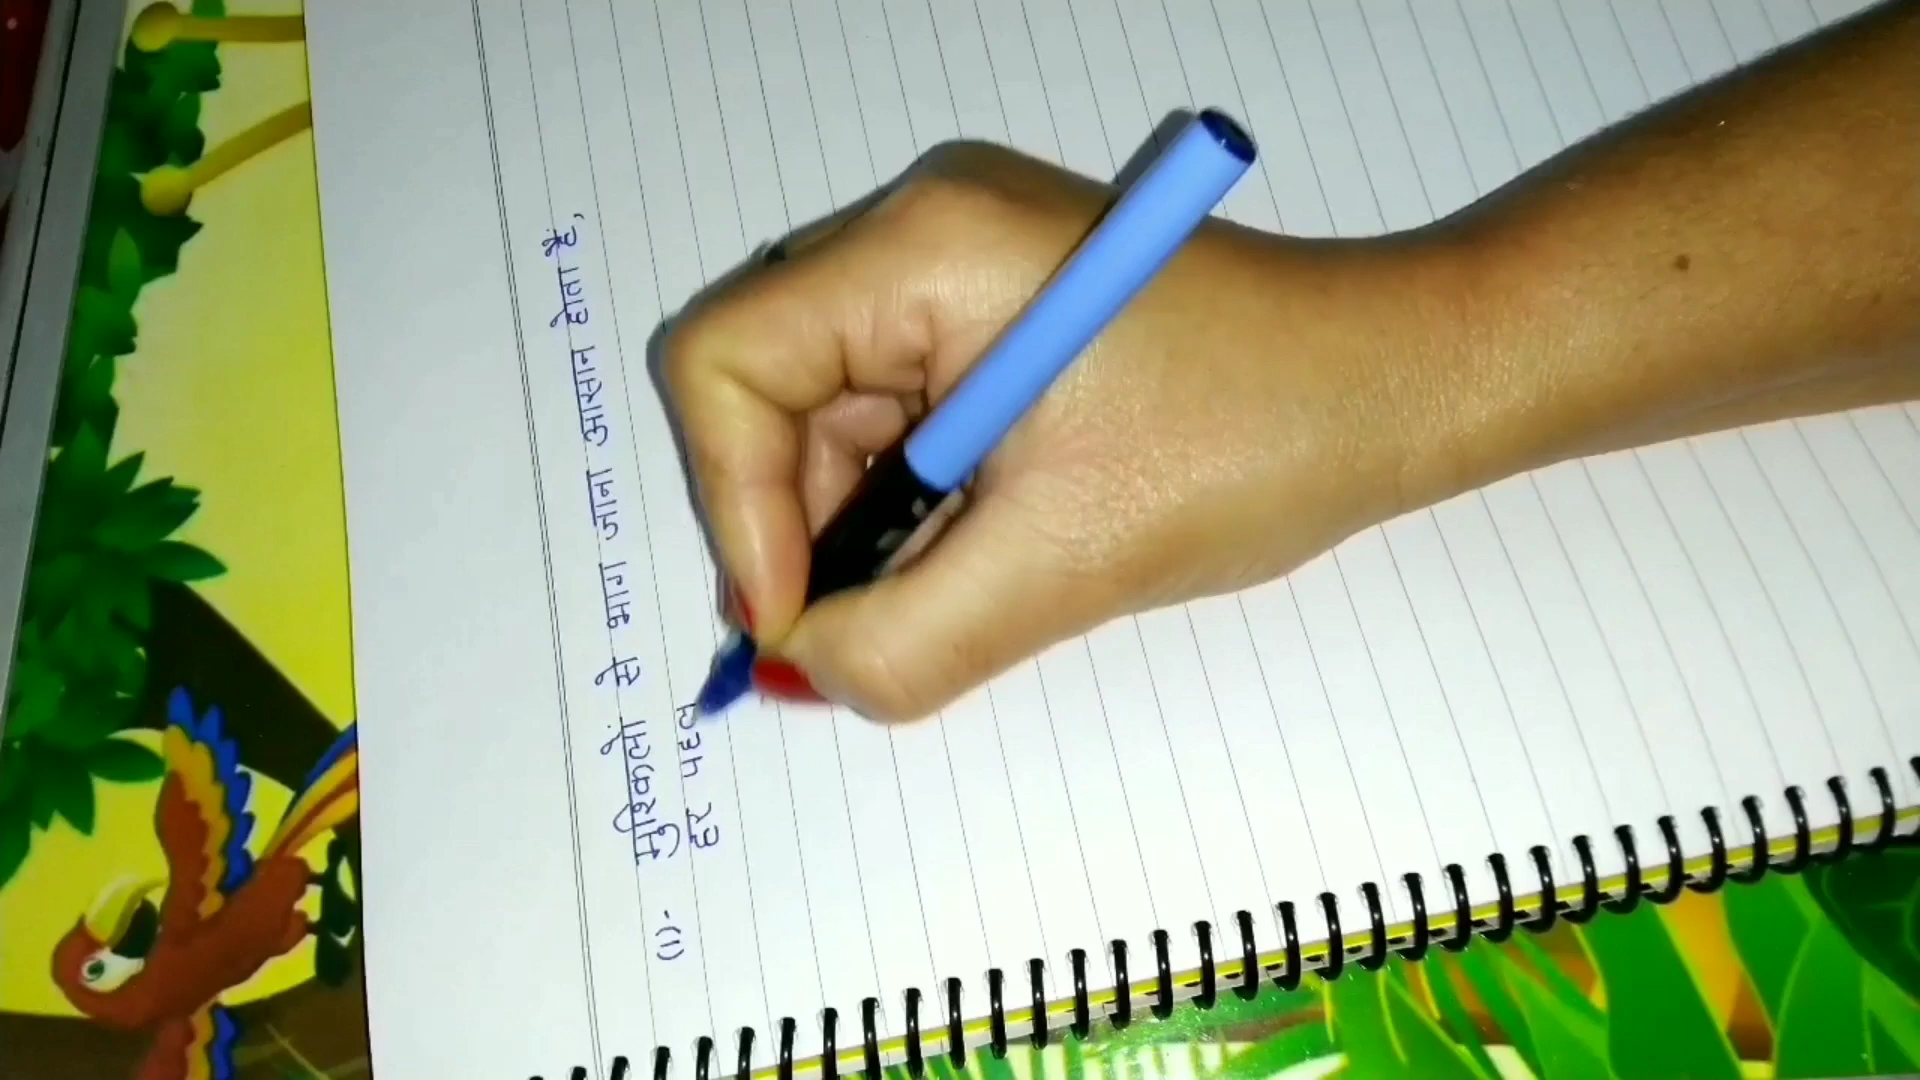 (1)- मुश्किलों से भाग जाना आसान होता है,
हर पहल